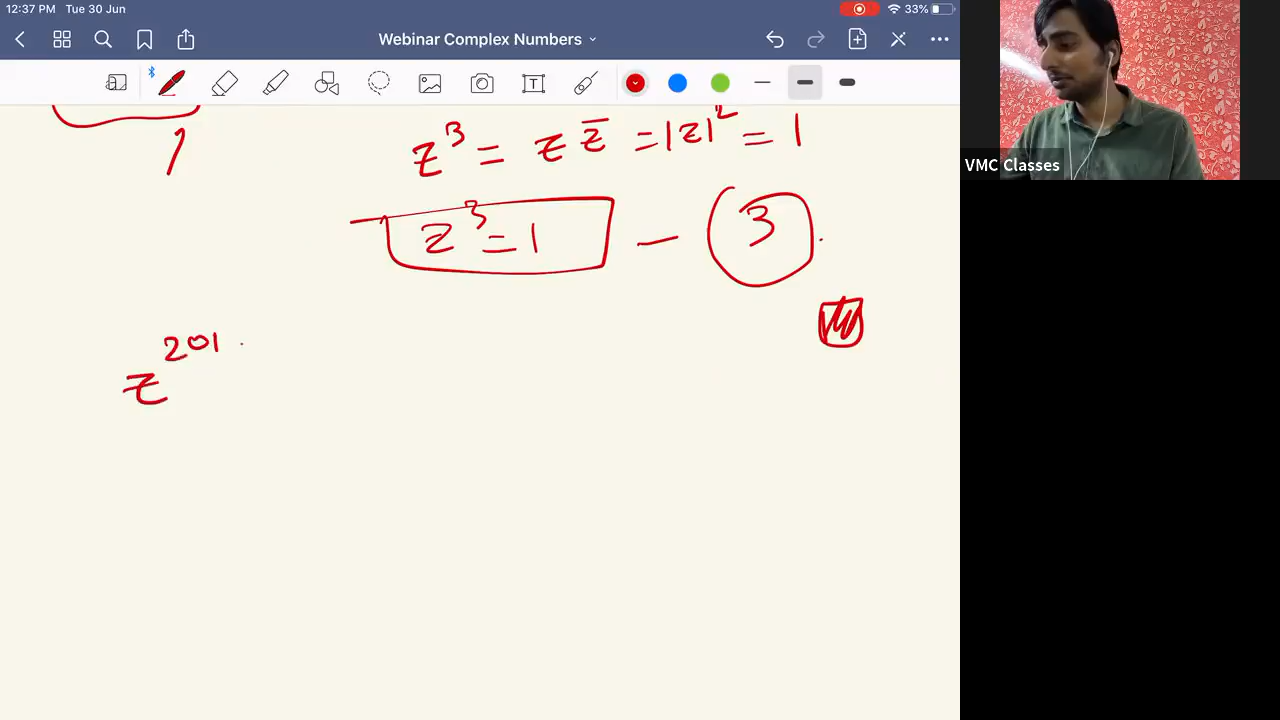 12:37 PM Tue 30 Jun 33%
Webinar Complex Numbers
T
z³ = z z̄ = |z|² = 1
z³ = 1 — 3.
z²⁰¹
VMC Classes